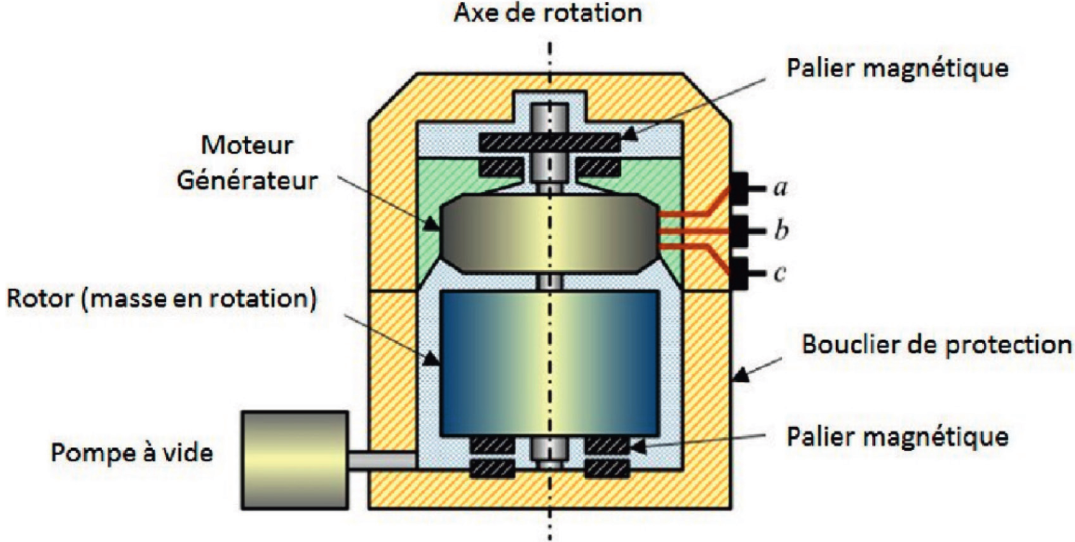 Axe de rotation
Palier magnétique
Moteur
Générateur
a
b
c
Rotor (masse en rotation)
Bouclier de protection
Palier magnétique
Pompe à vide